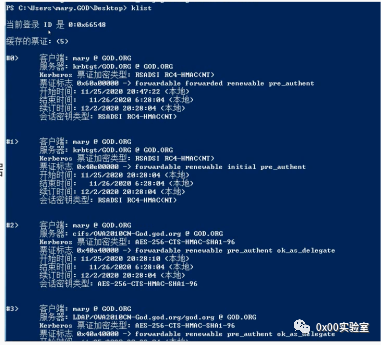 PS C:\Users\mary.GOD\Desktop> klist
当前登录 ID 是 0:0x66548
缓存的票证: (5)
#0> 客户端: mary @ GOD.ORG
服务器: krbtgt/GOD.ORG @ GOD.ORG
Kerberos 票证加密类型: RSADSI RC4-HMAC(NT)
票证标志 0x60a00000 -> forwardable forwarded renewable pre_authent
开始时间: 11/25/2020 20:47:22 (本地)
结束时间: 11/26/2020 6:28:04 (本地)
续订时间: 12/2/2020 20:28:04 (本地)
会话密钥类型: RSADSI RC4-HMAC(NT)
#1> 客户端: mary @ GOD.ORG
服务器: krbtgt/GOD.ORG @ GOD.ORG
Kerberos 票证加密类型: RSADSI RC4-HMAC(NT)
票证标志 0x40e00000 -> forwardable renewable initial pre_authent
开始时间: 11/25/2020 20:28:04 (本地)
结束时间: 11/26/2020 6:28:04 (本地)
续订时间: 12/2/2020 20:28:04 (本地)
会话密钥类型: RSADSI RC4-HMAC(NT)
#2> 客户端: mary @ GOD.ORG
服务器: cifs/OWA2010CN-God.god.org @ GOD.ORG
Kerberos 票证加密类型: AES-256-CTS-HMAC-SHA1-96
票证标志 0x40a40000 -> forwardable renewable pre_authent ok_as_delegate
开始时间: 11/25/2020 20:28:10 (本地)
结束时间: 11/26/2020 6:28:04 (本地)
续订时间: 12/2/2020 20:28:04 (本地)
会话密钥类型: AES-256-CTS-HMAC-SHA1-96
#3> 客户端: mary @ GOD.ORG
服务器: LDAP/OWA2010CN-God.god.org/god.org @ GOD.ORG
Kerberos 票证加密类型: AES-256-CTS-HMAC-SHA1-96
票证标志 0x40a40000 -> forwardable renewable pre_authent ok_as_delegate
0x00实验室